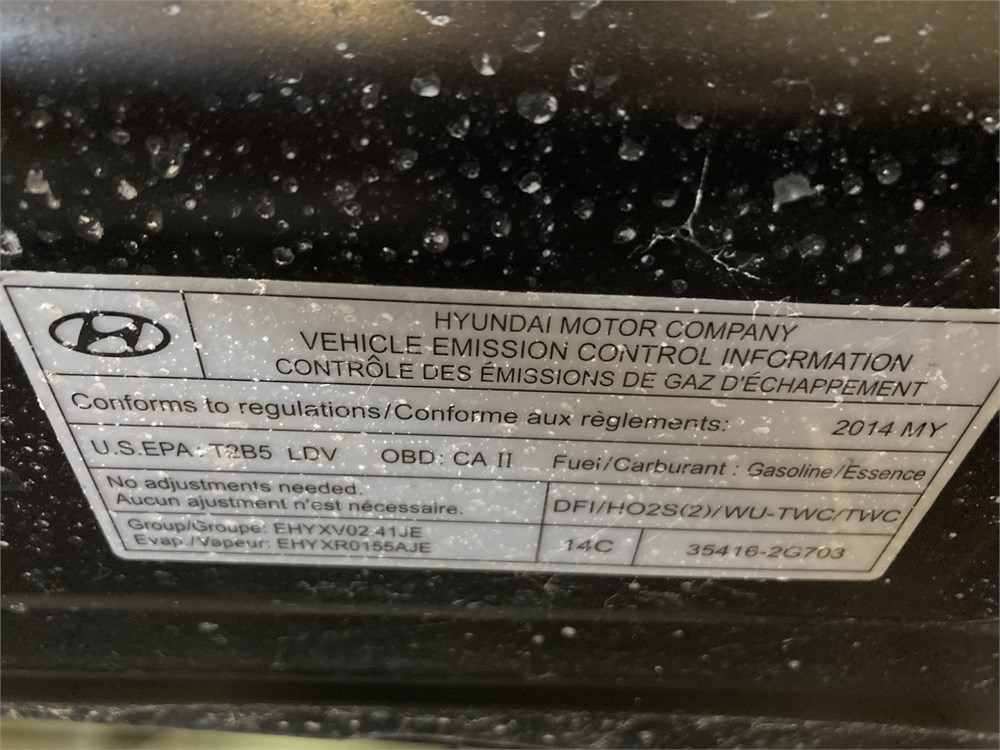 HYUNDAI MOTOR COMPANY
VEHICLE EMISSION CONTROL INFORMATION
CONTRÔLE DES ÉMISSIONS DE GAZ D'ÉCHAPPEMENT
Conforms to regulations/Conforme aux règlements: 2014 MY
U.S.EPA : T2B5 LDV OBD: CA II Fuel/Carburant : Gasoline/Essence
No adjustments needed.
Aucun ajustment n'est nécessaire.
DFI/HO2S(2)/WU-TWC/TWC
Group/Groupe: EHYXV02.41JE
Evap./Vapeur: EHYXR0155AJE
14C 35416-2G703